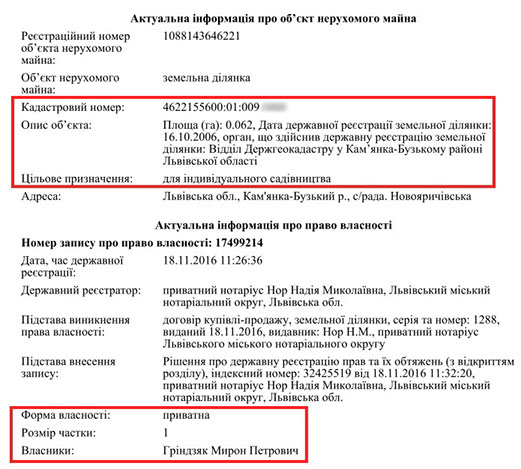 Актуальна інформація про об’єкт нерухомого майна
Реєстраційний номер 1088143646221
об’єкта нерухомого
майна:
Об’єкт нерухомого земельна ділянка
майна:
Кадастровий номер: 4622155600:01:009
Опис об’єкта: Площа (га): 0.062, Дата державної реєстрації земельної ділянки:
16.10.2006, орган, що здійснив державну реєстрацію земельної
ділянки: Відділ Держгеокадастру у Кам’янка-Бузькому районі
Львівської області
Цільове призначення: для індивідуального садівництва
Адреса: Львівська обл., Кам'янка-Бузький р., с/рада. Новояричівська
Актуальна інформація про право власності
Номер запису про право власності: 17499214
Дата, час державної 18.11.2016 11:26:36
реєстрації:
Державний реєстратор: приватний нотаріус Нор Надія Миколаївна, Львівський міський
нотаріальний округ, Львівська обл.
Підстава виникнення договір купівлі-продажу, земельної ділянки, серія та номер: 1288,
права власності: виданий 18.11.2016, видавник: Нор Н.М., приватний нотаріус
Львівського міського нотаріального округу
Підстава внесення Рішення про державну реєстрацію прав та їх обтяжень (з відкриттям
запису: розділу), індексний номер: 32425519 від 18.11.2016 11:32:20,
приватний нотаріус Нор Надія Миколаївна, Львівський міський
нотаріальний округ, Львівська обл.
Форма власності: приватна
Розмір частки: 1
Власники: Гріндзяк Мирон Петрович